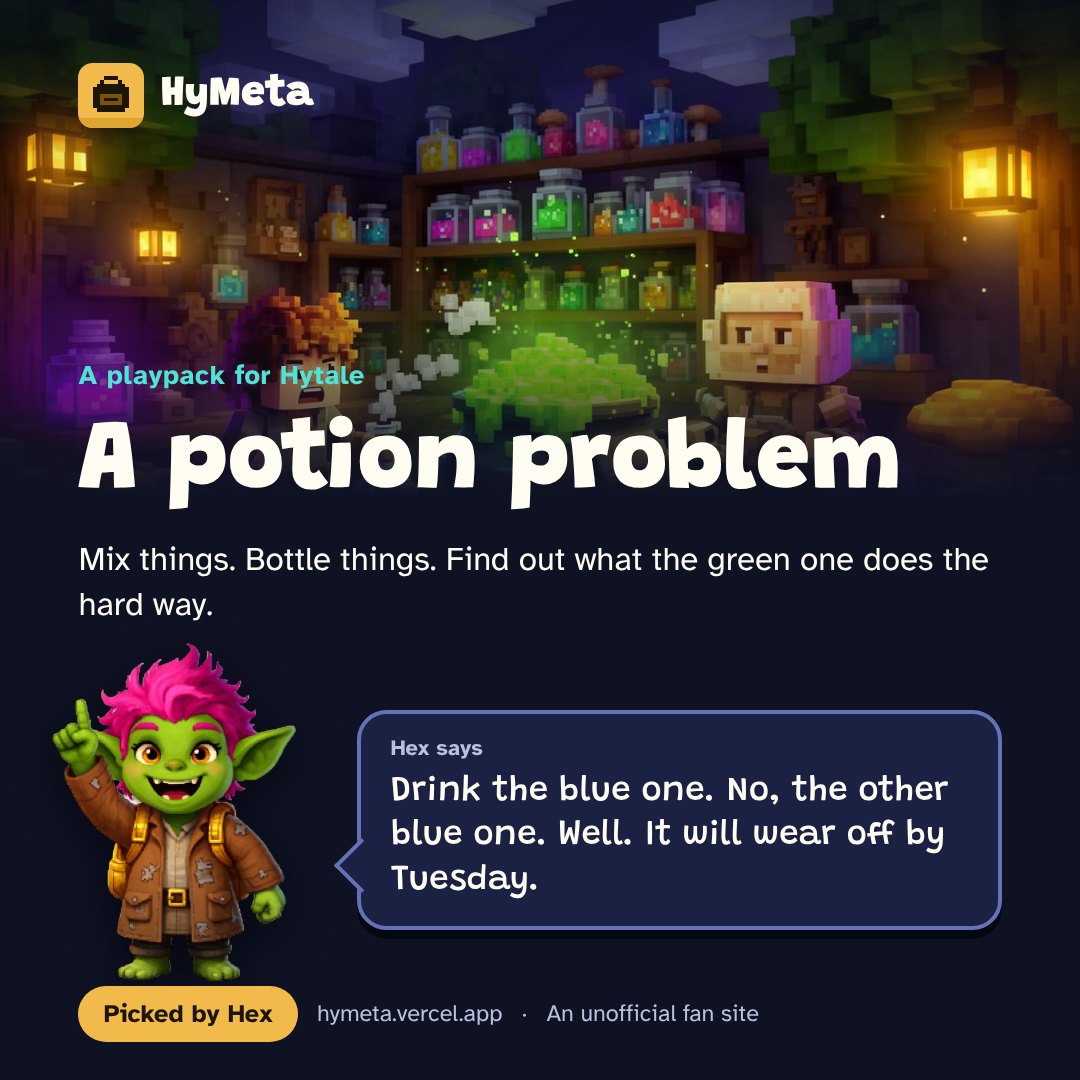 HyMeta
A playpack for Hytale
A potion problem
Mix things. Bottle things. Find out what the green one does the
hard way.
Hex says
Drink the blue one. No, the other
blue one. Well. It will wear off by
Tuesday.
Picked by Hex
hymeta.vercel.app · An unofficial fan site